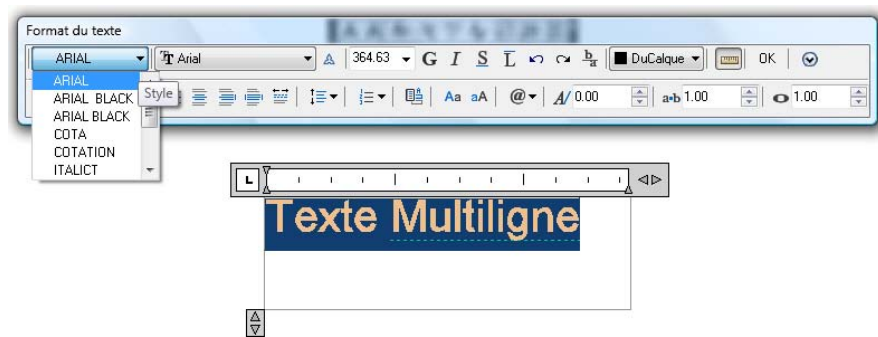 Format du texte
ARIAL Arial 364.63 G I S L b/a DuCalque OK
ARIAL
ARIAL BLACK Style Aa aA @ A/ 0.00 a•b 1.00 O 1.00
ARIAL BLACK
COTA
COTATION
ITALICT
L
Texte Multiligne